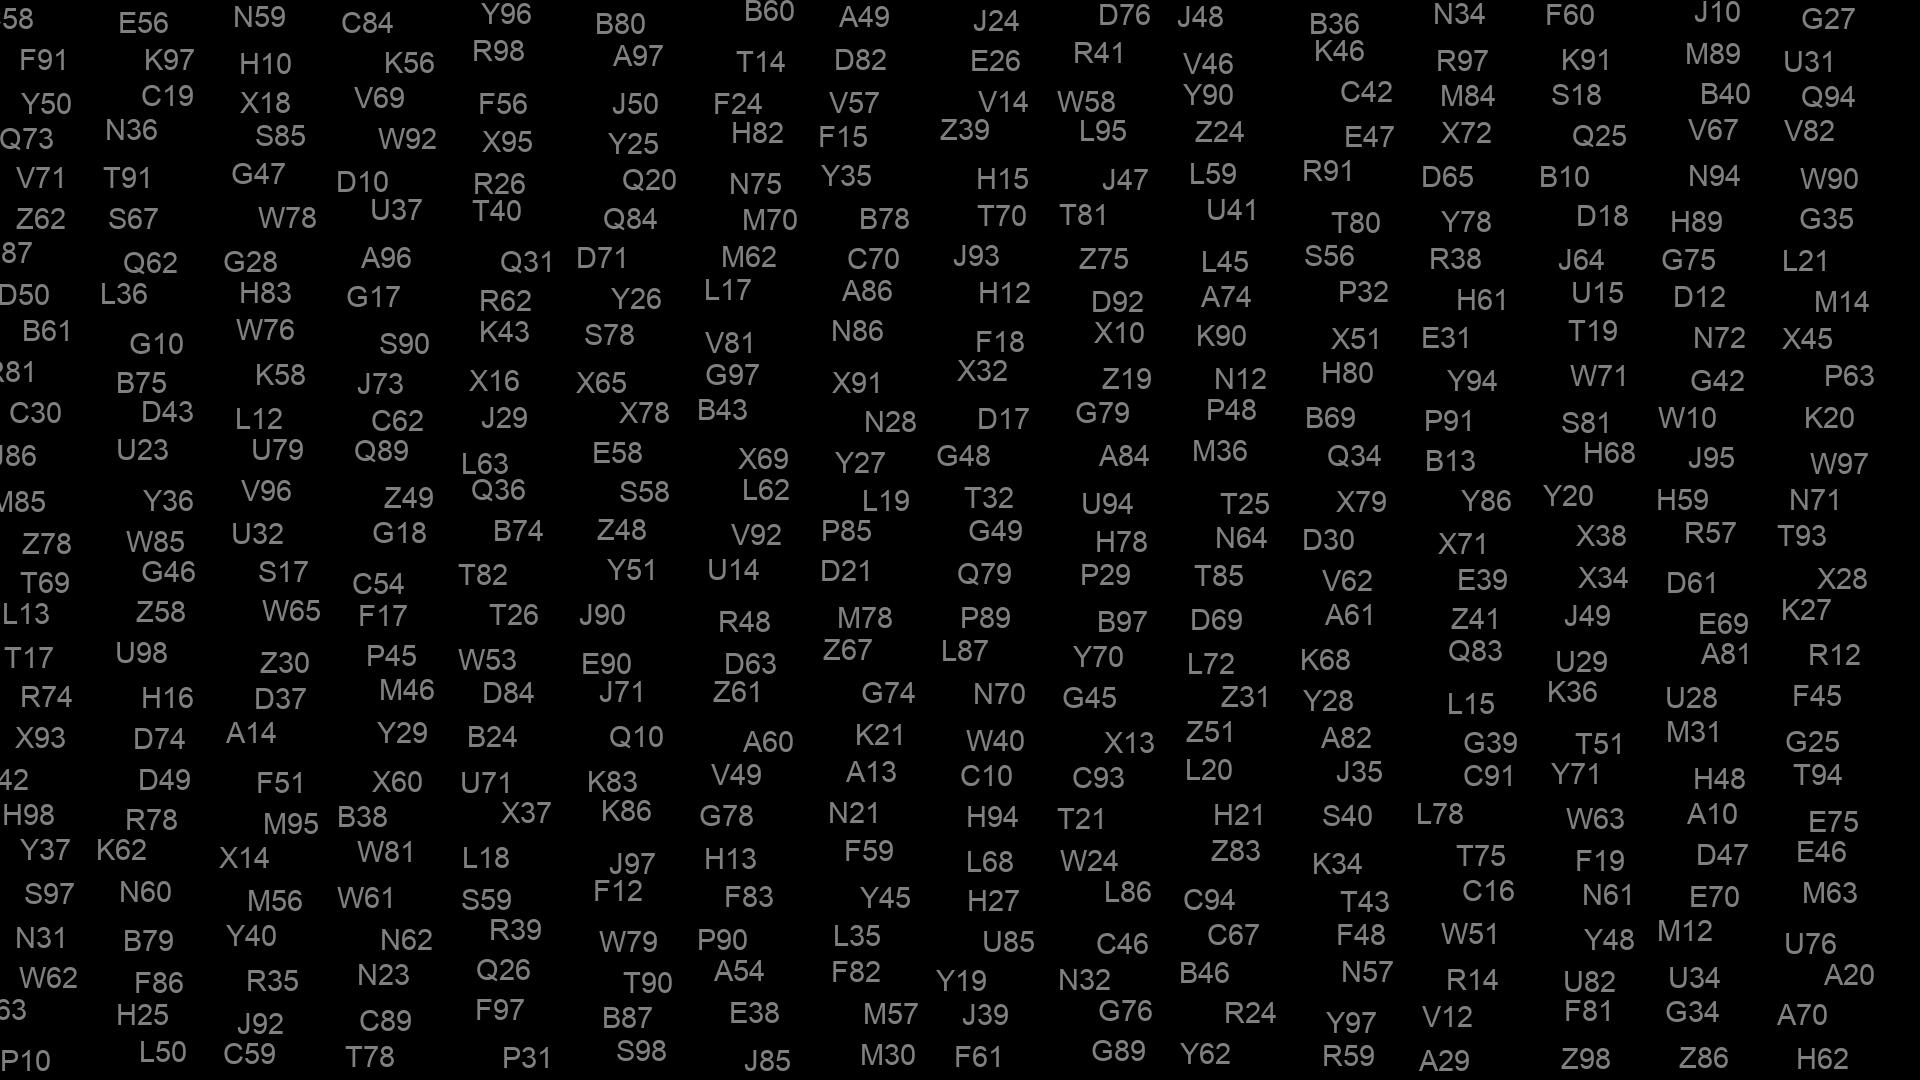 58 E56 N59 C84 Y96 B80 B60 A49 J24 D76 J48 B36 N34 F60 J10 G27
F91 K97 H10 K56 R98 A97 T14 D82 E26 R41 V46 K46 R97 K91 M89 U31
Y50 C19 X18 V69 F56 J50 F24 V57 V14 W58 Y90 C42 M84 S18 B40 Q94
Q73 N36 S85 W92 X95 Y25 H82 F15 Z39 L95 Z24 E47 X72 Q25 V67 V82
V71 T91 G47 D10 R26 Q20 N75 Y35 H15 J47 L59 R91 D65 B10 N94 W90
Z62 S67 W78 U37 T40 Q84 M70 B78 T70 T81 U41 T80 Y78 D18 H89 G35
87 Q62 G28 A96 Q31 D71 M62 C70 J93 Z75 L45 S56 R38 J64 G75 L21
D50 L36 H83 G17 R62 Y26 L17 A86 H12 D92 A74 P32 H61 U15 D12 M14
B61 G10 W76 S90 K43 S78 V81 N86 F18 X10 K90 X51 E31 T19 N72 X45
R81 B75 K58 J73 X16 X65 G97 X91 X32 Z19 N12 H80 Y94 W71 G42 P63
C30 D43 L12 C62 J29 X78 B43 N28 D17 G79 P48 B69 P91 S81 W10 K20
86 U23 U79 Q89 L63 E58 X69 Y27 G48 A84 M36 Q34 B13 H68 J95 W97
M85 Y36 V96 Z49 Q36 S58 L62 L19 T32 U94 T25 X79 Y86 Y20 H59 N71
Z78 W85 U32 G18 B74 Z48 V92 P85 G49 H78 N64 D30 X71 X38 R57 T93
T69 G46 S17 C54 T82 Y51 U14 D21 Q79 P29 T85 V62 E39 X34 D61 X28
L13 Z58 W65 F17 T26 J90 R48 M78 P89 B97 D69 A61 Z41 J49 E69 K27
T17 U98 Z30 P45 W53 E90 D63 Z67 L87 Y70 L72 K68 Q83 U29 A81 R12
R74 H16 D37 M46 D84 J71 Z61 G74 N70 G45 Z31 Y28 L15 K36 U28 F45
X93 D74 A14 Y29 B24 Q10 A60 K21 W40 X13 Z51 A82 G39 T51 M31 G25
42 D49 F51 X60 U71 K83 V49 A13 C10 C93 L20 J35 C91 Y71 H48 T94
H98 R78 M95 B38 X37 K86 G78 N21 H94 T21 H21 S40 L78 W63 A10 E75
Y37 K62 X14 W81 L18 J97 H13 F59 L68 W24 Z83 K34 T75 F19 D47 E46
S97 N60 M56 W61 S59 F12 F83 Y45 H27 L86 C94 T43 C16 N61 E70 M63
N31 B79 Y40 N62 R39 W79 P90 L35 U85 C46 C67 F48 W51 Y48 M12 U76
W62 F86 R35 N23 Q26 T90 A54 F82 Y19 N32 B46 N57 R14 U82 U34 A20
63 H25 J92 C89 F97 B87 E38 M57 J39 G76 R24 Y97 V12 F81 G34 A70
P10 L50 C59 T78 P31 S98 J85 M30 F61 G89 Y62 R59 A29 Z98 Z86 H62